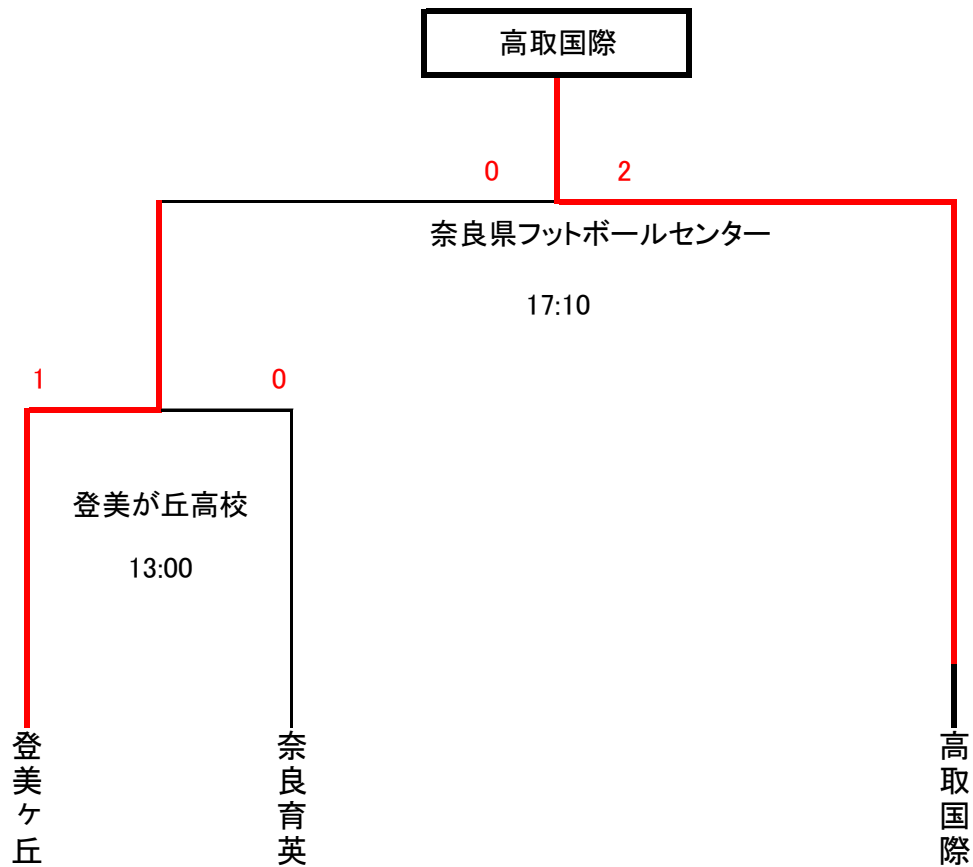 高取国際
0
2
奈良県フットボールセンター
17:10
1
0
登美が丘高校
13:00
登美ヶ丘
奈良育英
高取国際